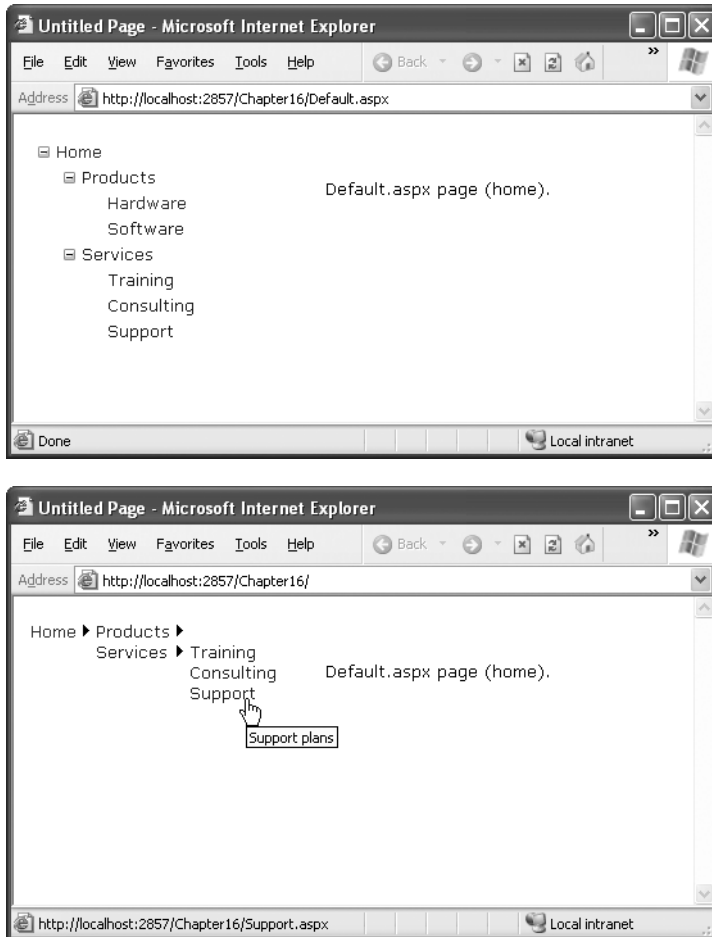 Untitled Page - Microsoft Internet Explorer
File Edit View Favorites Tools Help Back »
Address http://localhost:2857/Chapter16/Default.aspx
Home
Products
Default.aspx page (home).
Hardware
Software
Services
Training
Consulting
Support
Done Local intranet
Untitled Page - Microsoft Internet Explorer
File Edit View Favorites Tools Help Back »
Address http://localhost:2857/Chapter16/
Home Products
Services Training
Consulting Default.aspx page (home).
Support
Support plans
http://localhost:2857/Chapter16/Support.aspx Local intranet